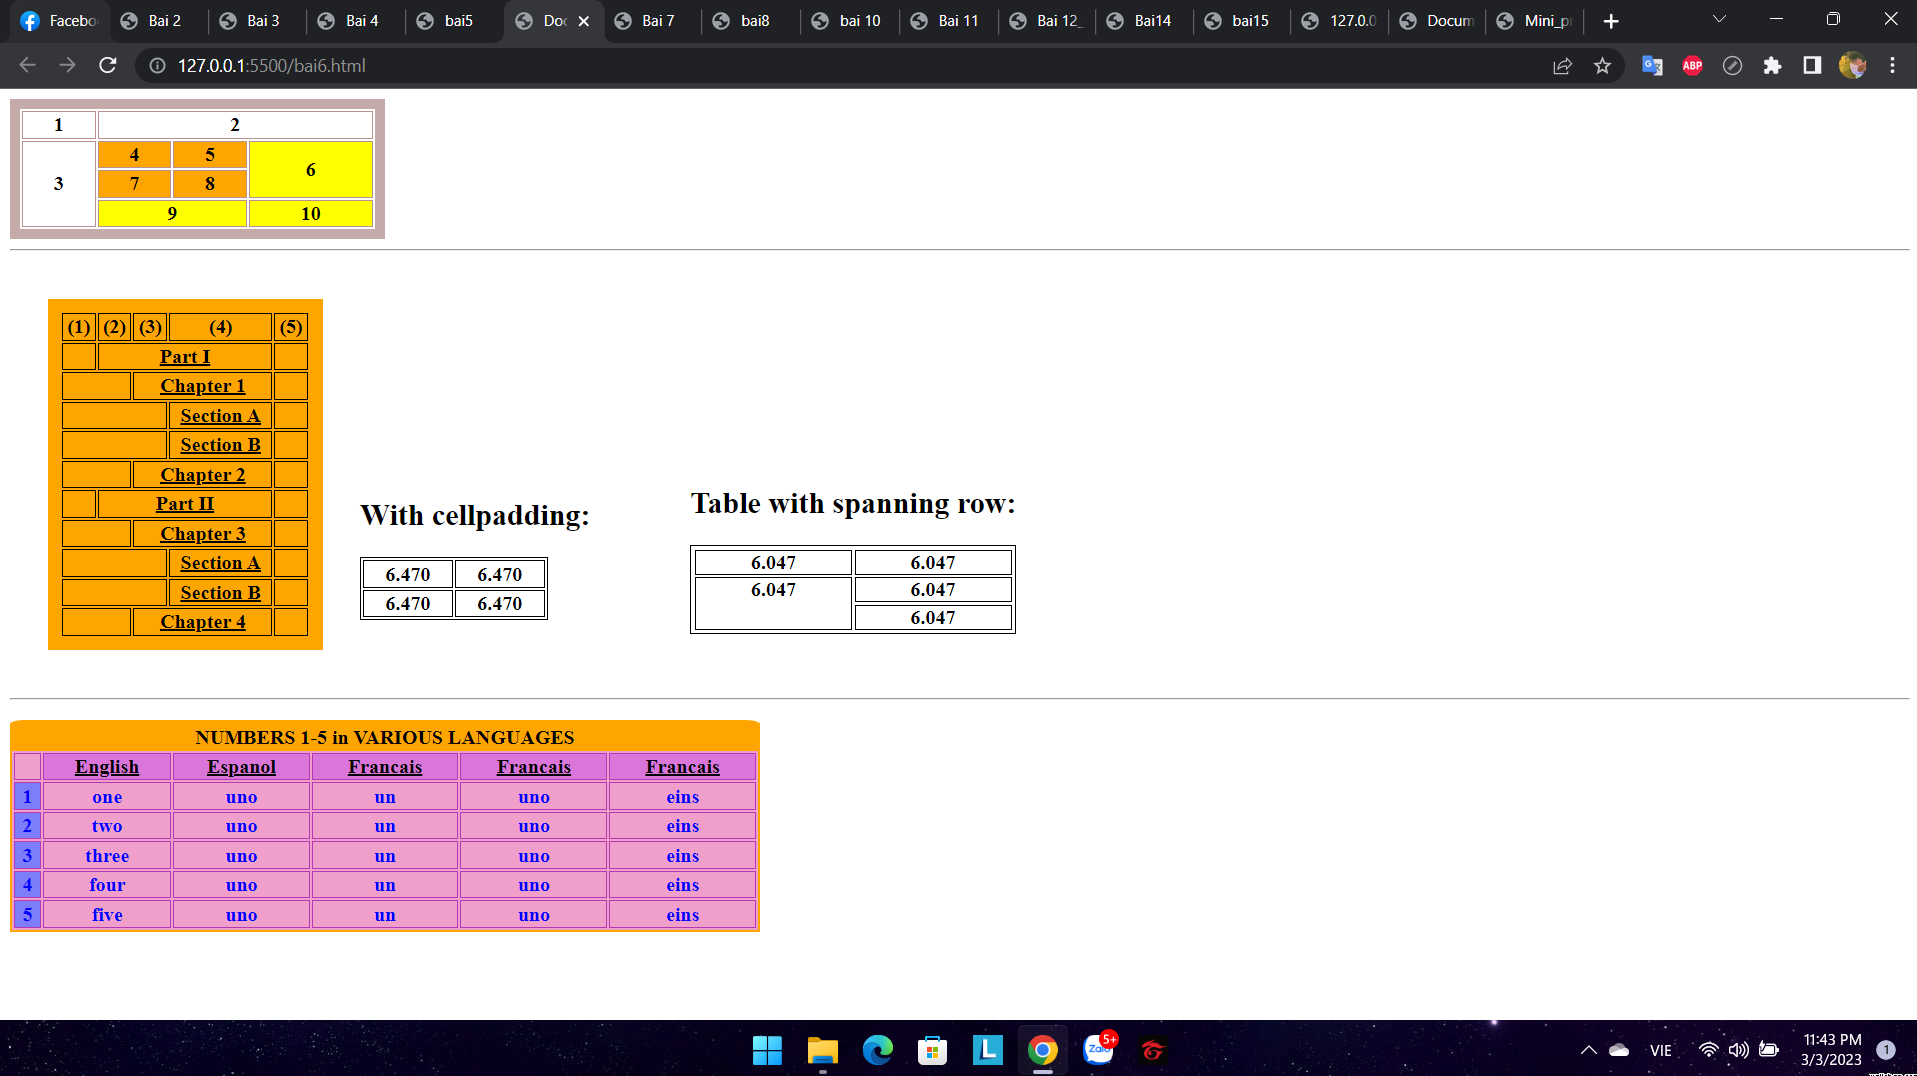 Facebo Bai 2 Bai 3 Bai 4 bai5 Doc Bai 7 bai8 bai 10 Bai 11 Bai 12_ Bai14 bai15 127.0.0 Docum Mini_p
127.0.0.1:5500/bai6.html ABP
1 2
3 4 5 6
7 8
9 10
(1) (2) (3) (4) (5)
Part I
Chapter 1
Section A
Section B
Chapter 2
Part II
Chapter 3
Section A
Section B
Chapter 4
With cellpadding:
6.470 6.470
6.470 6.470
Table with spanning row:
6.047 6.047
6.047 6.047
6.047
NUMBERS 1-5 in VARIOUS LANGUAGES
English Espanol Francais Francais Francais
1 one uno un uno eins
2 two uno un uno eins
3 three uno un uno eins
4 four uno un uno eins
5 five uno un uno eins
L Zalo 5+ VIE 11:43 PM 1
3/3/2023